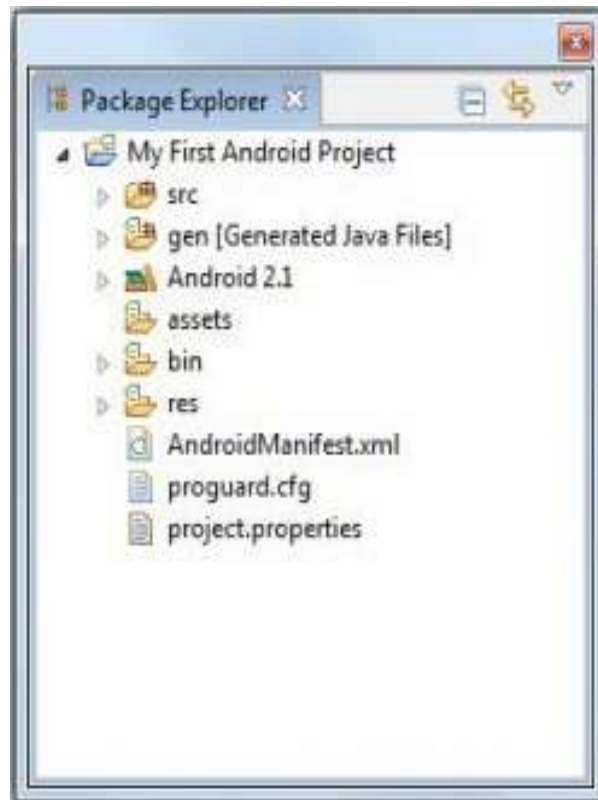 Package Explorer
My First Android Project
src
gen [Generated Java Files]
Android 2.1
assets
bin
res
AndroidManifest.xml
proguard.cfg
project.properties